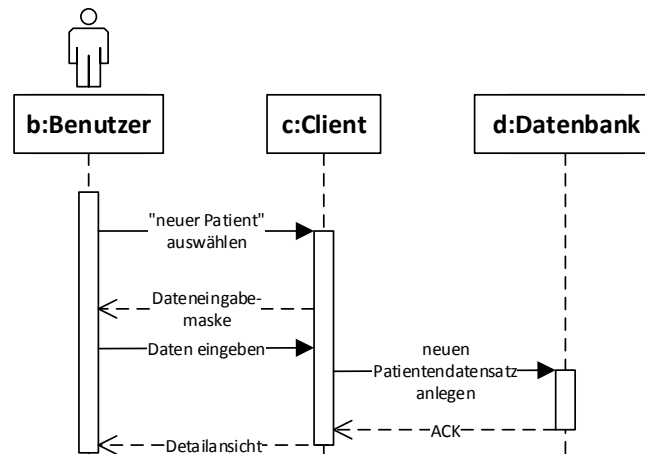 b:Benutzer
c:Client
d:Datenbank
"neuer Patient"
auswählen
Dateneingabe-
maske
Daten eingeben
neuen
Patientendatensatz
anlegen
ACK
Detailansicht